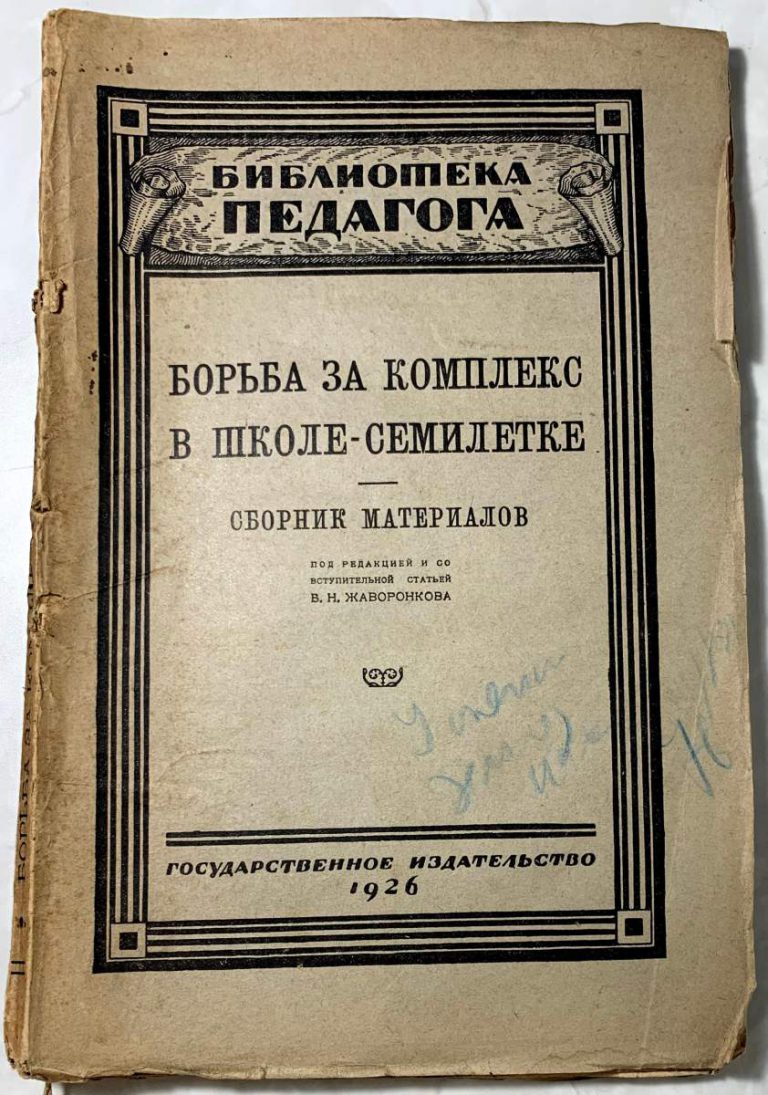 БИБЛИОТЕКА
ПЕДАГОГА
БОРЬБА ЗА КОМПЛЕКС
В ШКОЛЕ-СЕМИЛЕТКЕ
СБОРНИК МАТЕРИАЛОВ
ПОД РЕДАКЦИЕЙ И СО
ВСТУПИТЕЛЬНОЙ СТАТЬЕЙ
В. Н. ЖАВОРОНКОВА
ГОСУДАРСТВЕННОЕ ИЗДАТЕЛЬСТВО
1926